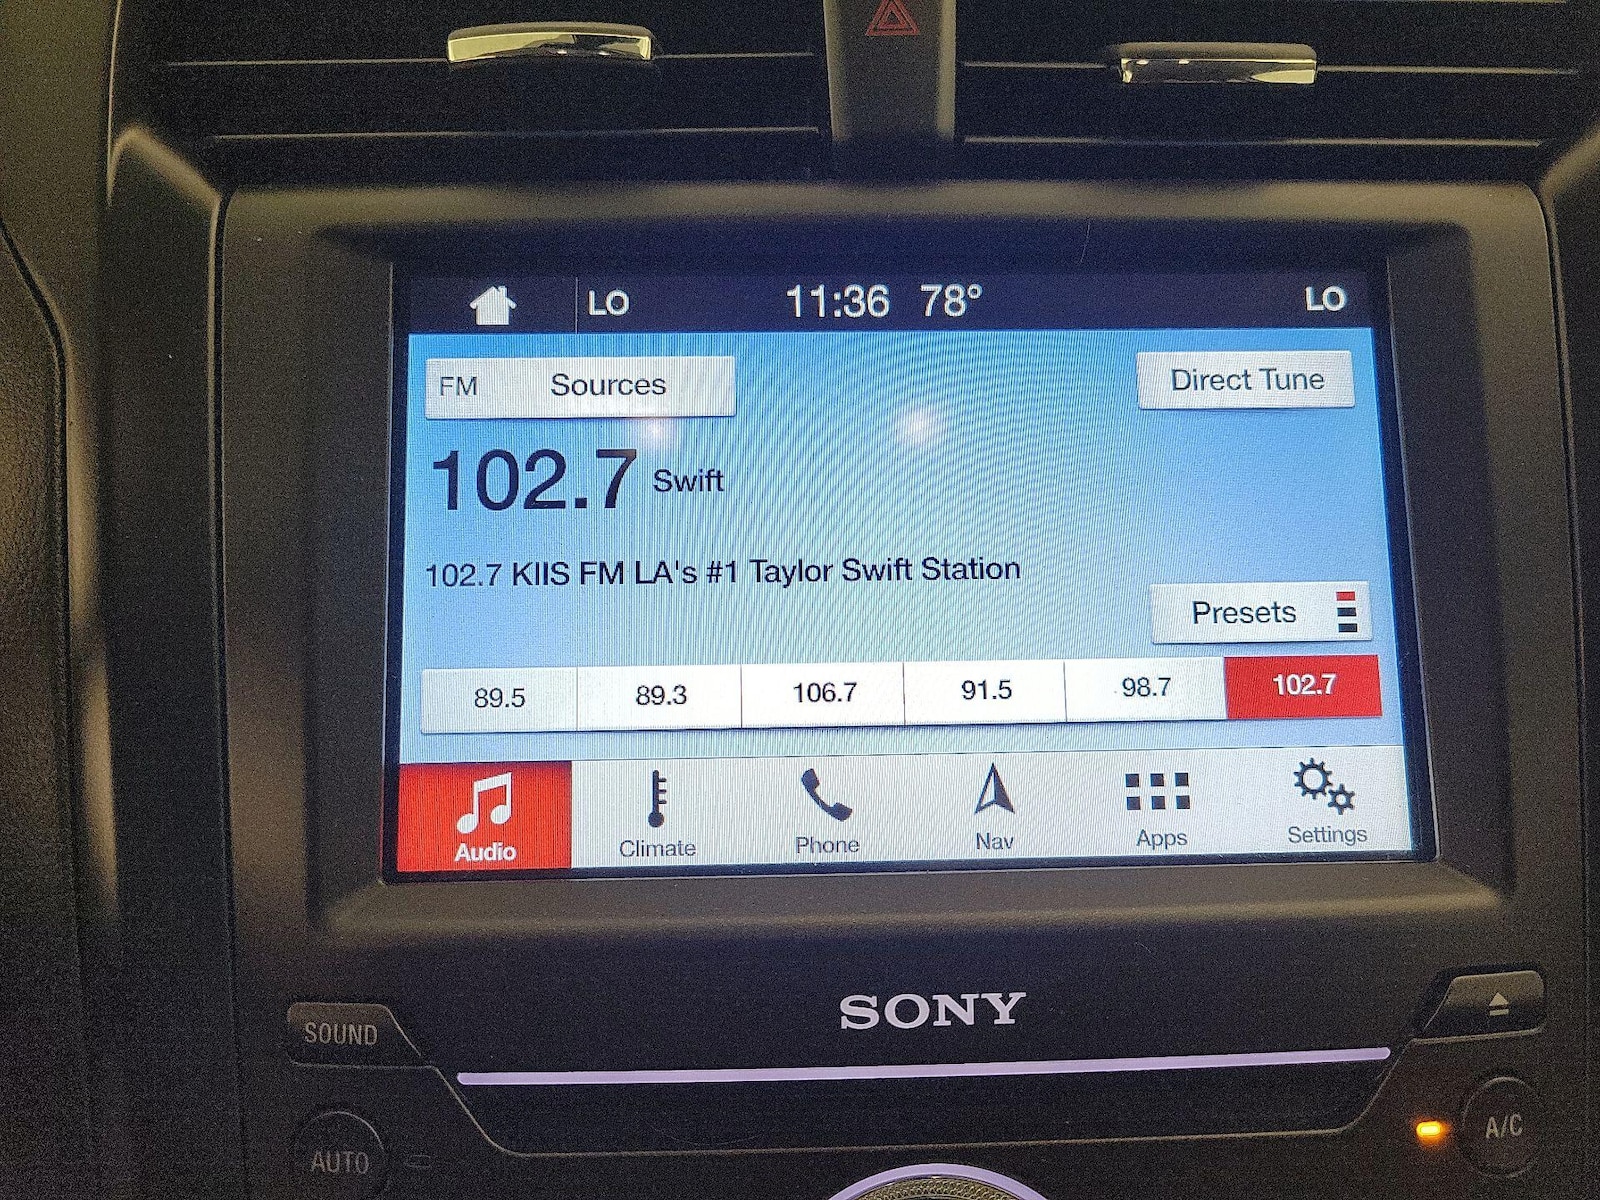 LO 11:36 78° LO
FM Sources Direct Tune
102.7 Swift
102.7 KIIS FM LA's #1 Taylor Swift Station
Presets
89.5 89.3 106.7 91.5 98.7 102.7
Audio Climate Phone Nav Apps Settings
SONY
SOUND
AUTO A/C